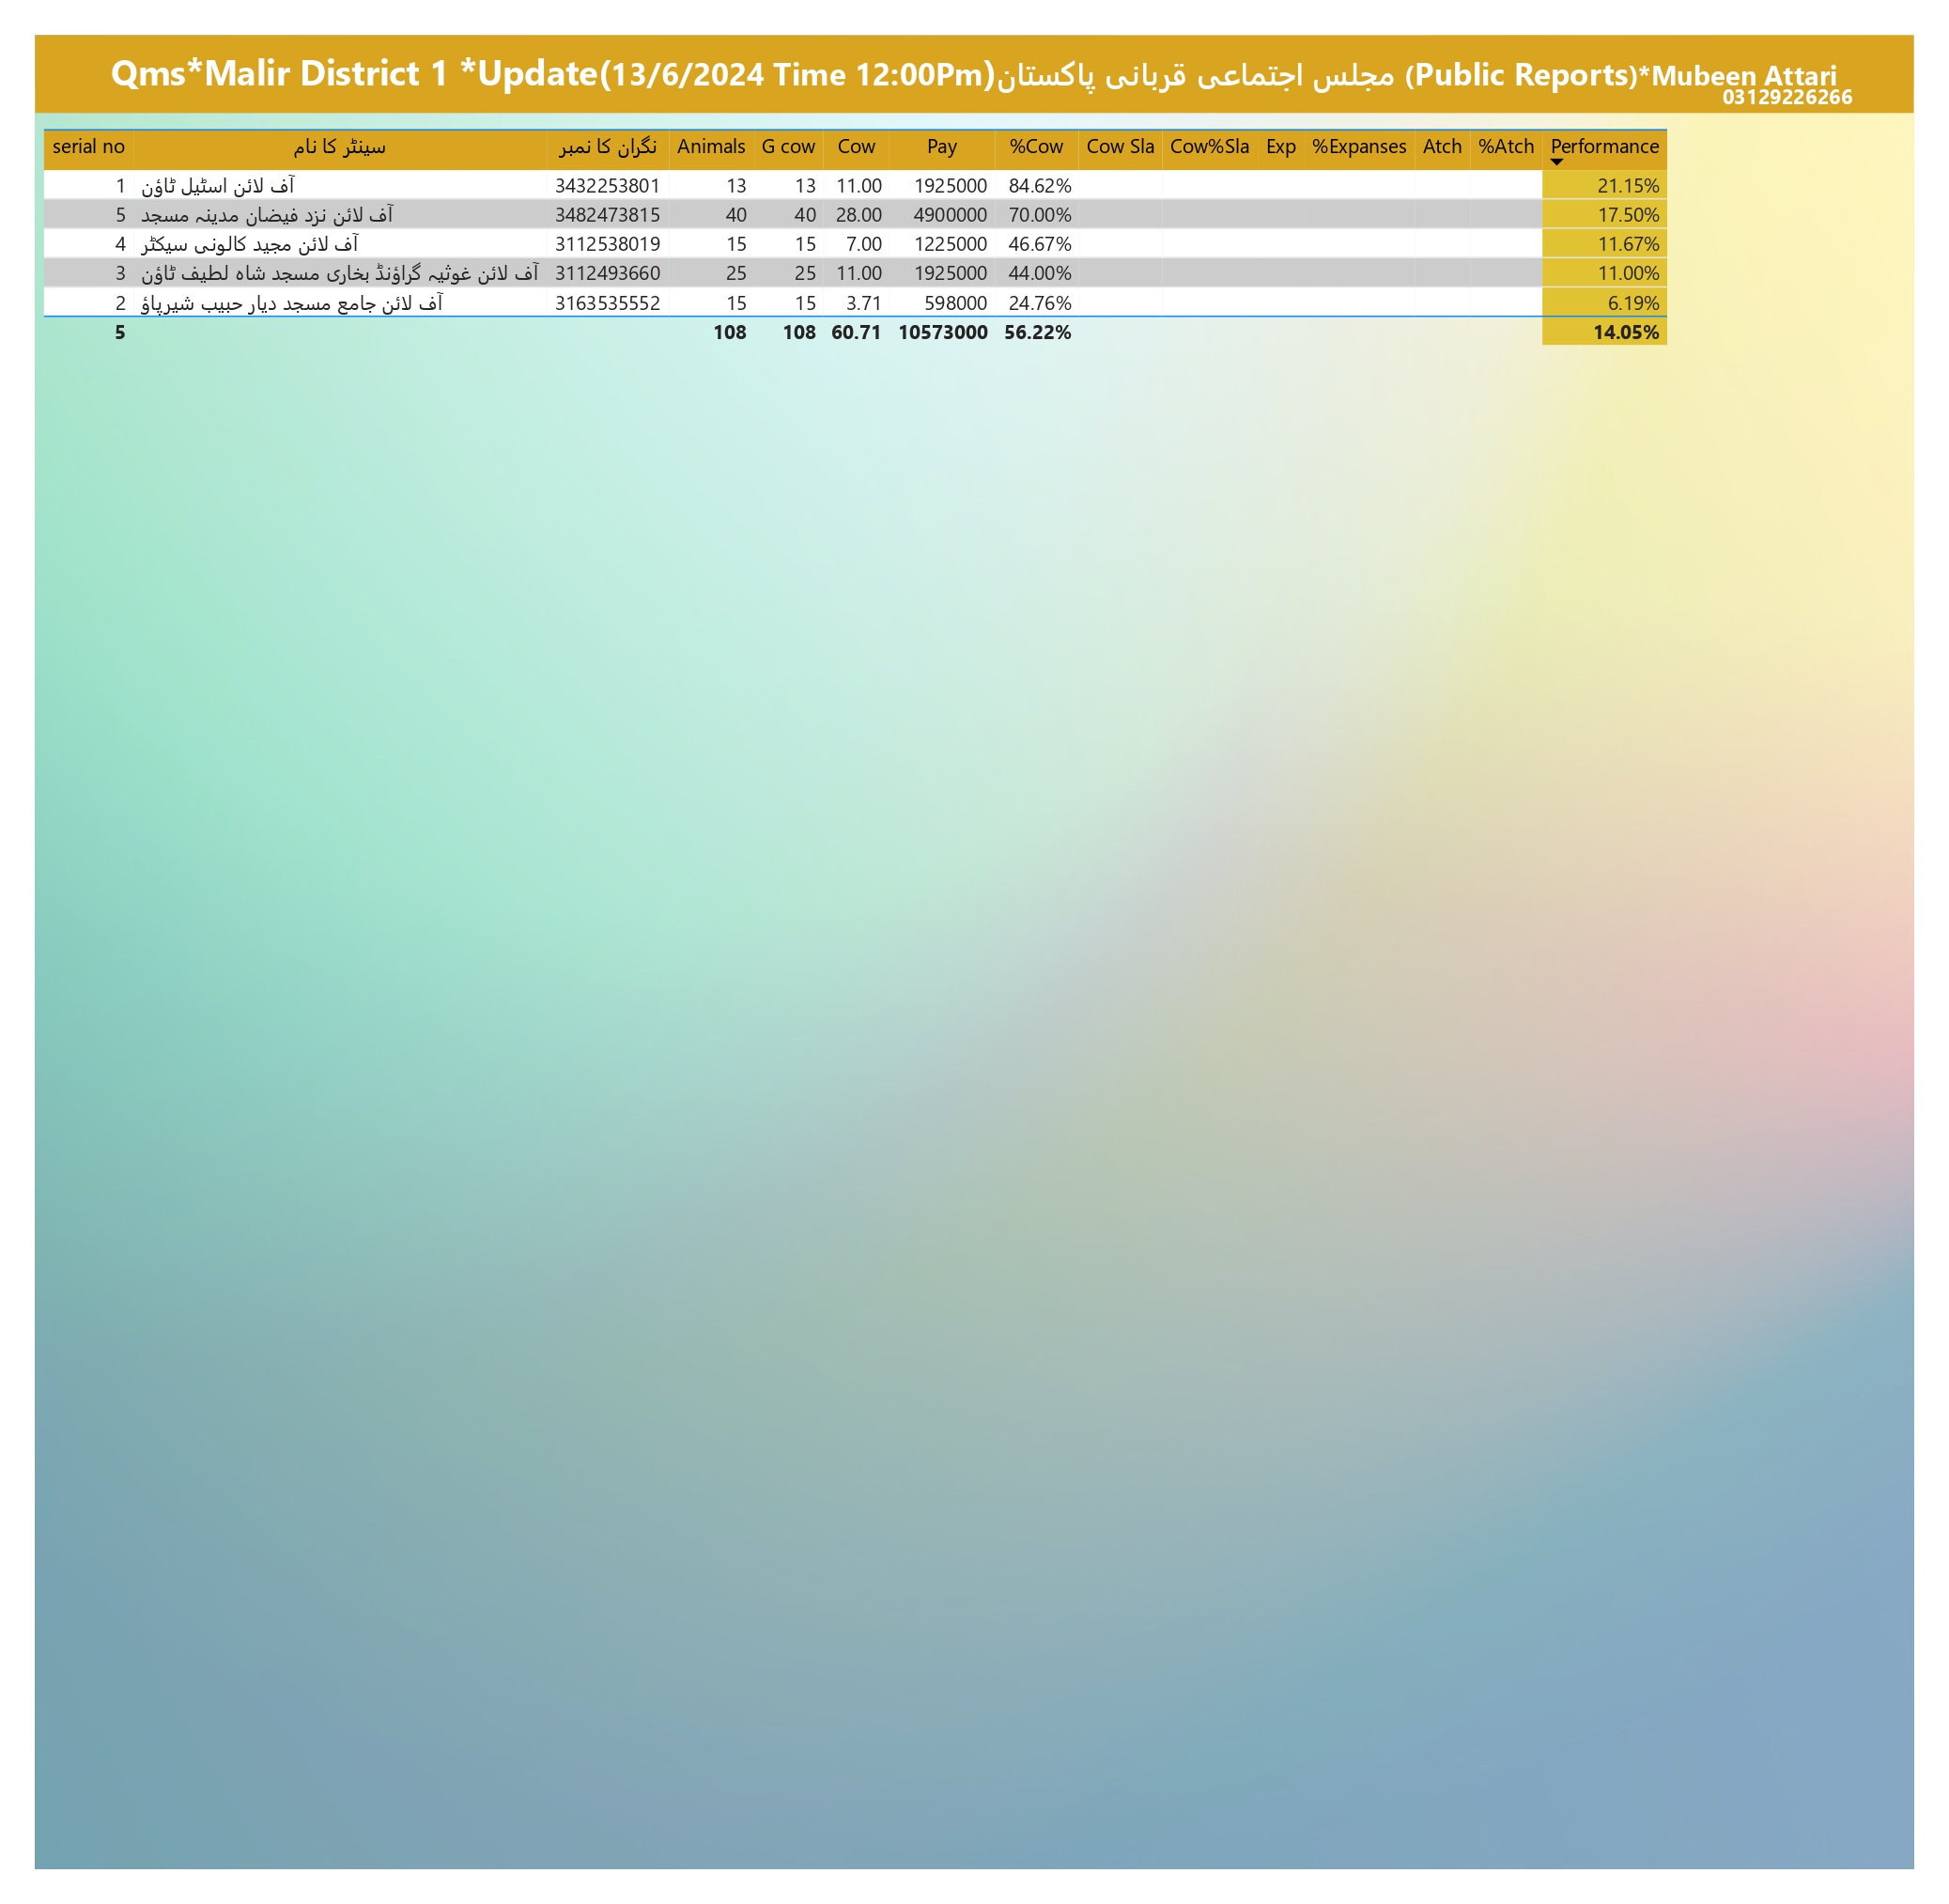 Qms*Malir District 1 *Update(13/6/2024 Time 12:00Pm)مجلس اجتماعی قربانی پاکستان (Public Reports)*Mubeen Attari
03129226266
serial no سینٹر کا نام نگران کا نمبر Animals G cow Cow Pay %Cow Cow Sla Cow%Sla Exp %Expanses Atch %Atch Performance
1 آف لائن اسٹیل ٹاؤن 3432253801 13 13 11.00 1925000 84.62% 21.15%
5 آف لائن نزد فیضان مدینہ مسجد 3482473815 40 40 28.00 4900000 70.00% 17.50%
4 آف لائن مجید کالونی سیکٹر 3112538019 15 15 7.00 1225000 46.67% 11.67%
3 آف لائن غوثیہ گراؤنڈ بخاری مسجد شاہ لطیف ٹاؤن 3112493660 25 25 11.00 1925000 44.00% 11.00%
2 آف لائن جامع مسجد دیار حبیب شیرپاؤ 3163535552 15 15 3.71 598000 24.76% 6.19%
5 108 108 60.71 10573000 56.22% 14.05%